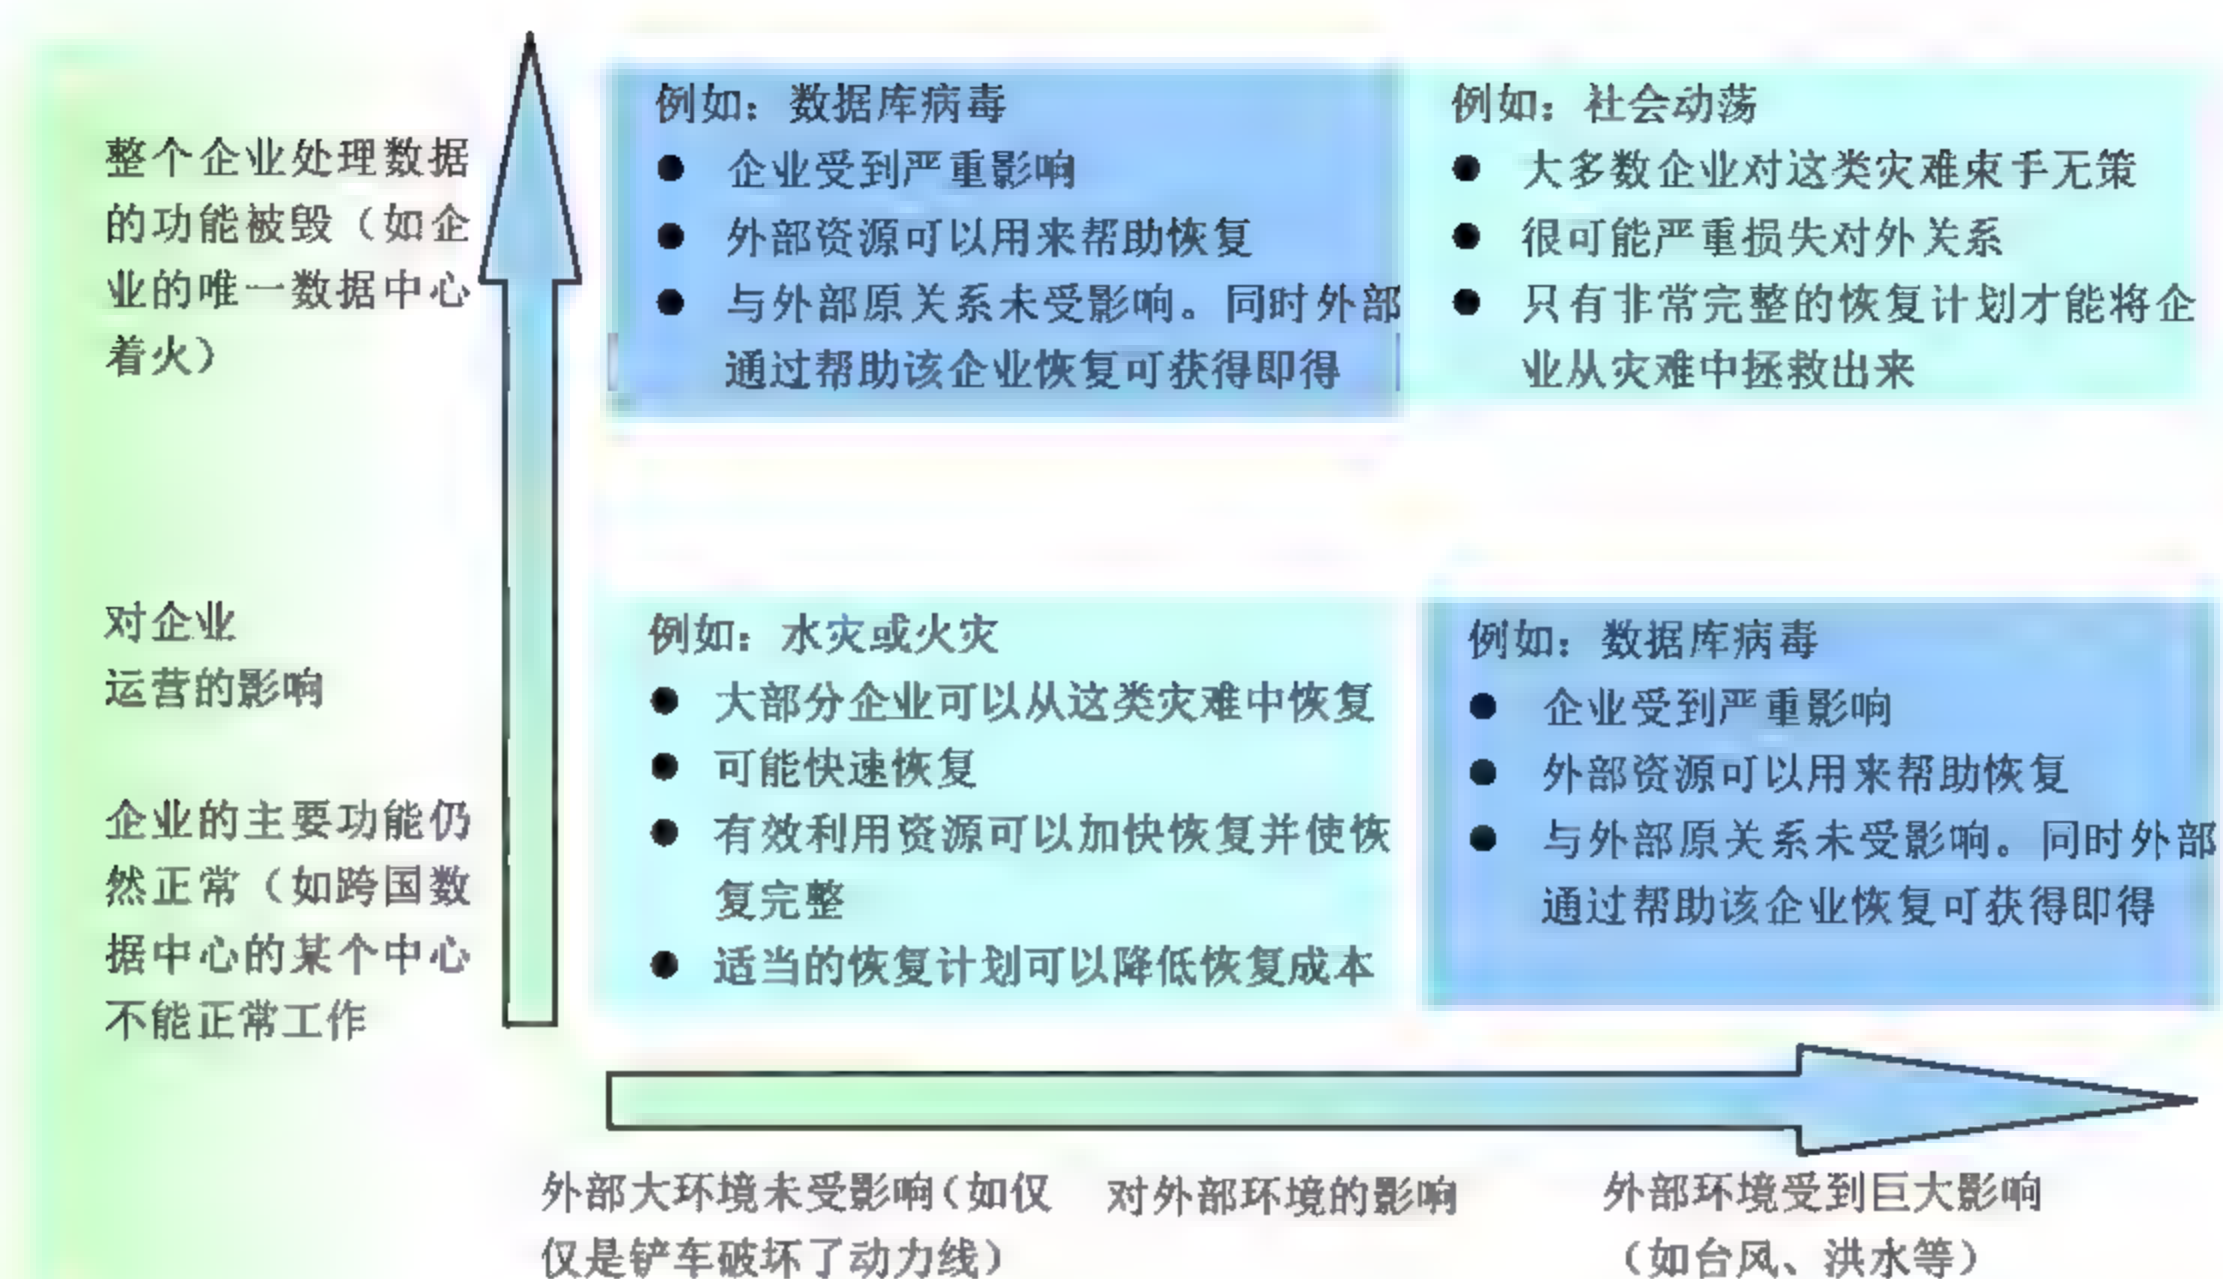 整个企业处理数据
的功能被毁（如企
业的唯一数据中心
着火）
对企业
运营的影响
企业的主要功能仍
然正常（如跨国数
据中心的某个中心
不能正常工作
例如：数据库病毒
● 企业受到严重影响
● 外部资源可以用来帮助恢复
● 与外部原关系未受影响。同时外部
通过帮助该企业恢复可获得即得
例如：社会动荡
● 大多数企业对这类灾难束手无策
● 很可能严重损失对外关系
● 只有非常完整的恢复计划才能将企
业从灾难中拯救出来
例如：水灾或火灾
● 大部分企业可以从这类灾难中恢复
● 可能快速恢复
● 有效利用资源可以加快恢复并使恢
复完整
● 适当的恢复计划可以降低恢复成本
例如：数据库病毒
● 企业受到严重影响
● 外部资源可以用来帮助恢复
● 与外部原关系未受影响。同时外部
通过帮助该企业恢复可获得即得
外部大环境未受影响（如仅
仅是铲车破坏了动力线）
对外部环境的影响
外部环境受到巨大影响
（如台风、洪水等）